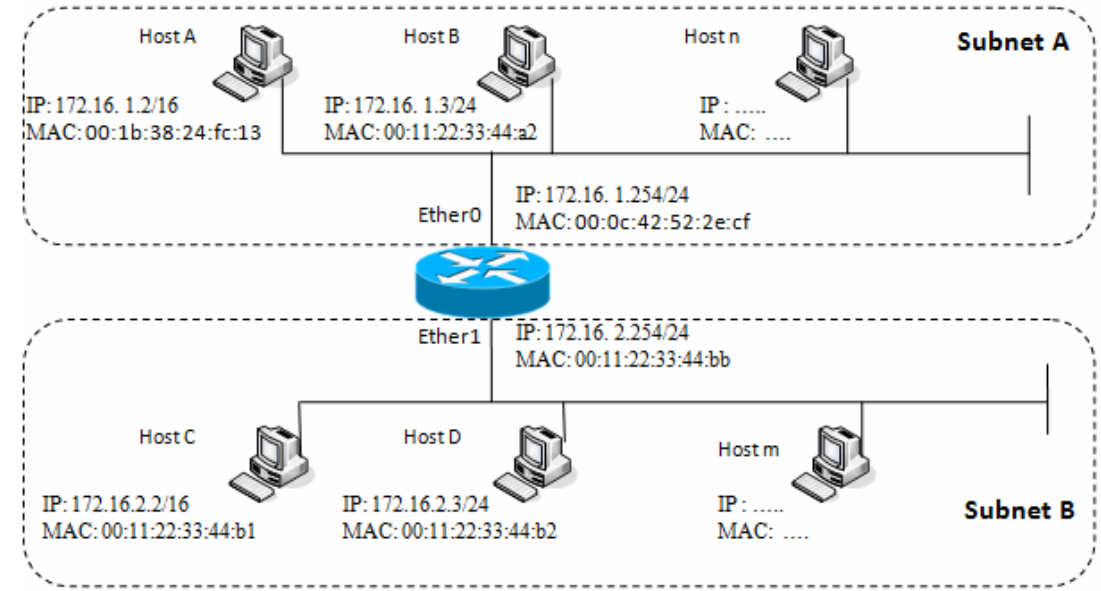 Host A
Host B
Host n
Subnet A
IP: 172.16. 1.2/16
MAC: 00:1b:38:24:fc:13
IP: 172.16. 1.3/24
MAC: 00:11:22:33:44:a2
IP : .....
MAC: ....
Ether0
IP: 172.16. 1.254/24
MAC: 00:0c:42:52:2e:cf
Ether1
IP: 172.16. 2.254/24
MAC: 00:11:22:33:44:bb
Host C
Host D
Host m
IP: 172.16.2.2/16
MAC: 00:11:22:33:44:b1
IP: 172.16.2.3/24
MAC: 00:11:22:33:44:b2
IP : .....
MAC: ....
Subnet B